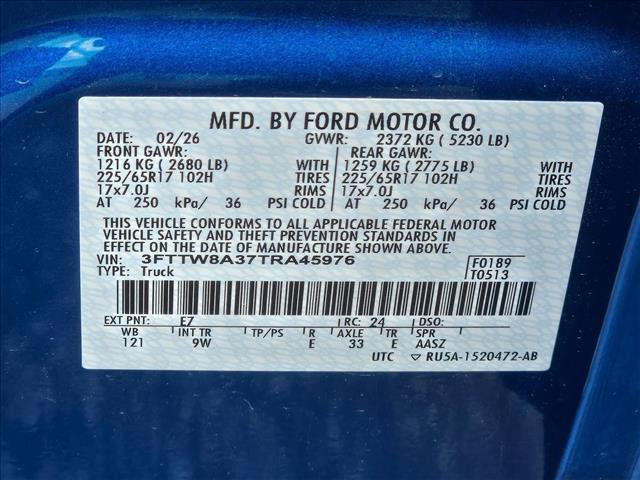 MFD. BY FORD MOTOR CO.
DATE: 02/26 GVWR: 2372 KG ( 5230 LB)
FRONT GAWR: REAR GAWR:
1216 KG ( 2680 LB) WITH 1259 KG ( 2775 LB) WITH
225/65R17 102H TIRES 225/65R17 102H TIRES
17x7.0J RIMS 17x7.0J RIMS
AT 250 kPa/ 36 PSI COLD AT 250 kPa/ 36 PSI COLD
THIS VEHICLE CONFORMS TO ALL APPLICABLE FEDERAL MOTOR
VEHICLE SAFETY AND THEFT PREVENTION STANDARDS IN
EFFECT ON THE DATE OF MANUFACTURE SHOWN ABOVE.
VIN: 3FTTW8A37TRA45976 F0189
TYPE: Truck T0513
EXT PNT: E7 RC: 24 DSO:
WB INT TR TP/PS R AXLE TR SPR
121 9W E 33 E AASZ
UTC ▽ RU5A-1520472-AB